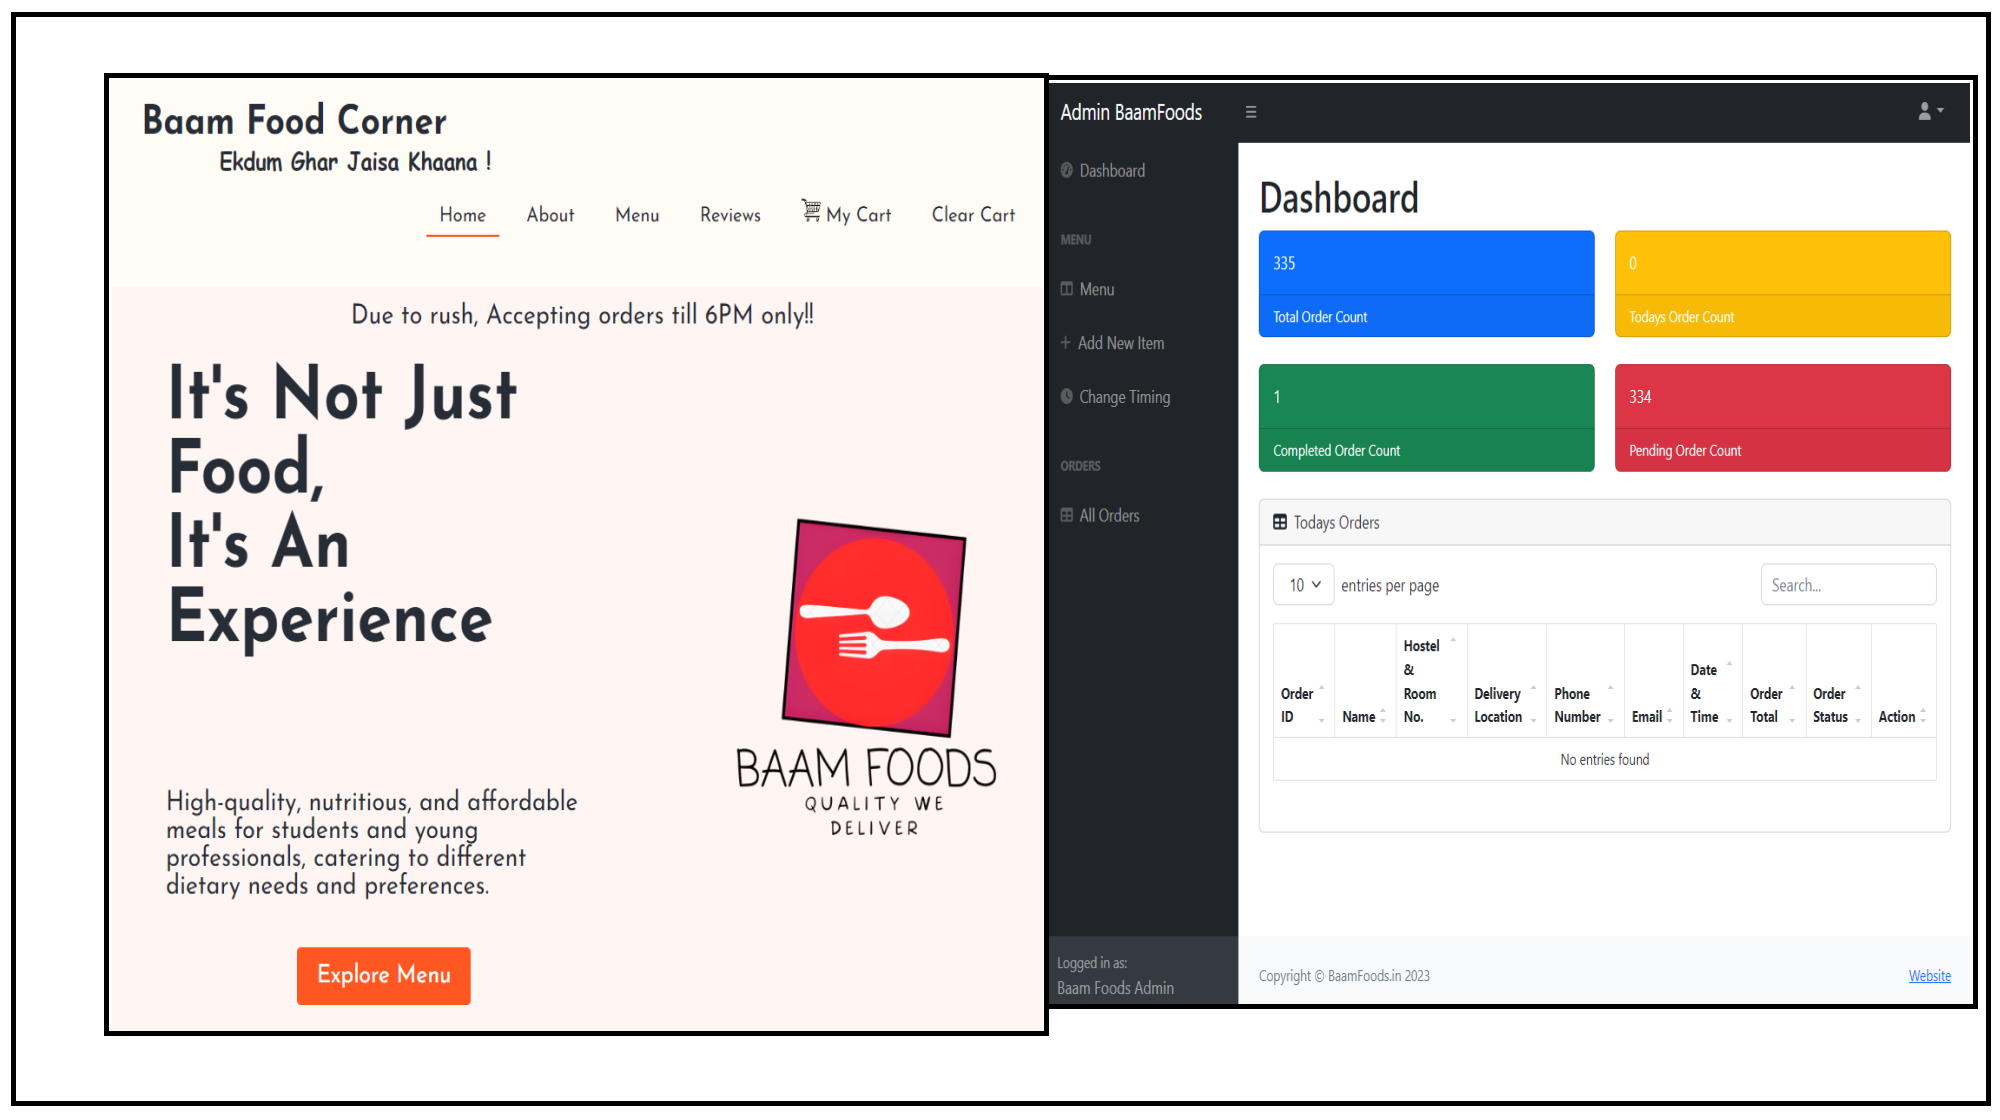 Baam Food Corner
Ekdum Ghar Jaisa Khaana !
Home About Menu Reviews My Cart Clear Cart
Due to rush, Accepting orders till 6PM only!!
It's Not Just
Food,
It's An
Experience
High-quality, nutritious, and affordable
meals for students and young
professionals, catering to different
dietary needs and preferences.
Explore Menu
BAAM FOODS
QUALITY WE
DELIVER
Admin BaamFoods
Dashboard
MENU
Menu
Add New Item
Change Timing
ORDERS
All Orders
Logged in as:
Baam Foods Admin
Dashboard
335
Total Order Count
0
Todays Order Count
1
Completed Order Count
334
Pending Order Count
Todays Orders
10 entries per page
Search...
Order ID
Name
Hostel & Room No.
Delivery Location
Phone Number
Email
Date & Time
Order Total
Order Status
Action
No entries found
Copyright © BaamFoods.in 2023
Website